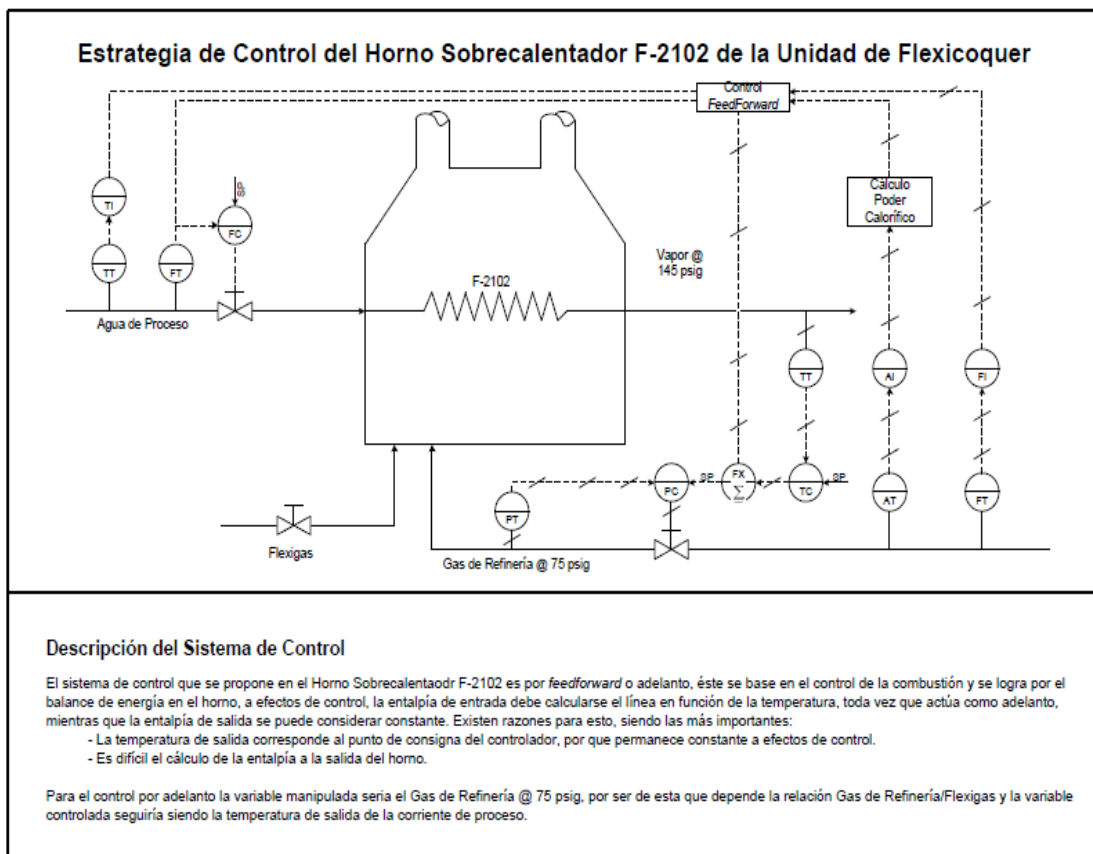 Estrategia de Control del Horno Sobrecalentador F-2102 de la Unidad de Flexicoquer
Control
FeedForward
TI
SP
FC
Cálculo
Poder
Calorífico
TT
FT
Vapor @
145 psig
F-2102
Agua de Proceso
TT
AI
FI
PT
PC
SP
FX
Σ
TC
SP
AT
FT
Flexigas
Gas de Refinería @ 75 psig
Descripción del Sistema de Control
El sistema de control que se propone en el Horno Sobrecalentaodr F-2102 es por feedforward o adelanto, éste se base en el control de la combustión y se logra por el
balance de energía en el horno, a efectos de control, la entalpía de entrada debe calcularse el línea en función de la temperatura, toda vez que actúa como adelanto,
mientras que la entalpía de salida se puede considerar constante. Existen razones para esto, siendo las más importantes:
- La temperatura de salida corresponde al punto de consigna del controlador, por que permanece constante a efectos de control.
- Es difícil el cálculo de la entalpía a la salida del horno.
Para el control por adelanto la variable manipulada seria el Gas de Refinería @ 75 psig, por ser de esta que depende la relación Gas de Refinería/Flexigas y la variable
controlada seguiría siendo la temperatura de salida de la corriente de proceso.